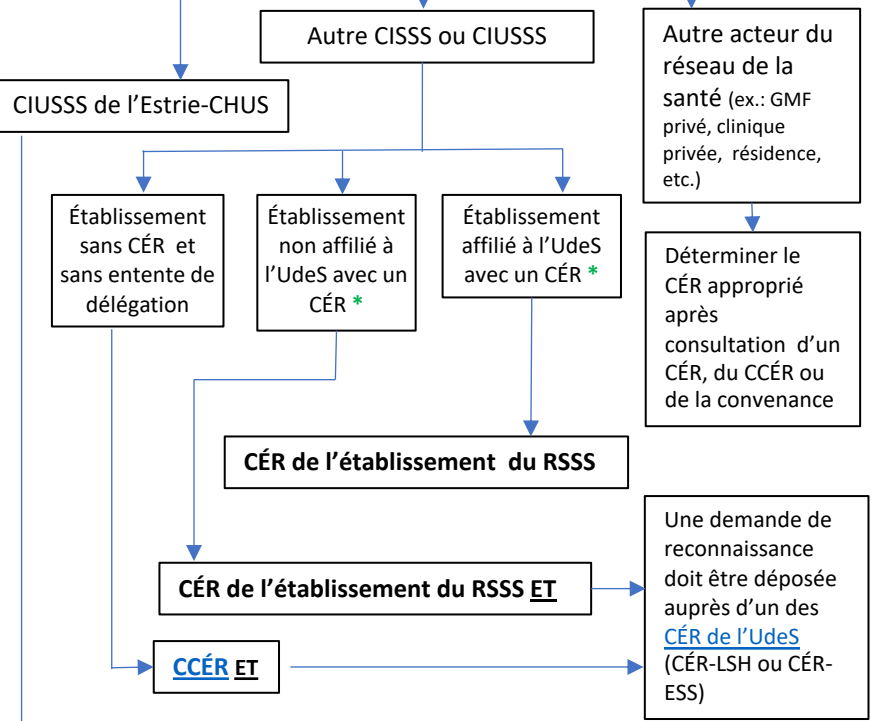 Autre CISSS ou CIUSSS
Autre acteur du
réseau de la
santé (ex.: GMF
privé, clinique
privée, résidence,
etc.)
CIUSSS de l’Estrie-CHUS
Établissement
sans CÉR et
sans entente de
délégation
Établissement
non affilié à
l’UdeS avec un
CÉR *
Établissement
affilié à l’UdeS
avec un CÉR *
Déterminer le
CÉR approprié
après
consultation d’un
CÉR, du CCÉR ou
de la convenance
CÉR de l’établissement du RSSS
CÉR de l’établissement du RSSS ET
Une demande de
reconnaissance
doit être déposée
auprès d’un des
CÉR de l’UdeS
(CÉR-LSH ou CÉR-
ESS)
CCÉR ET